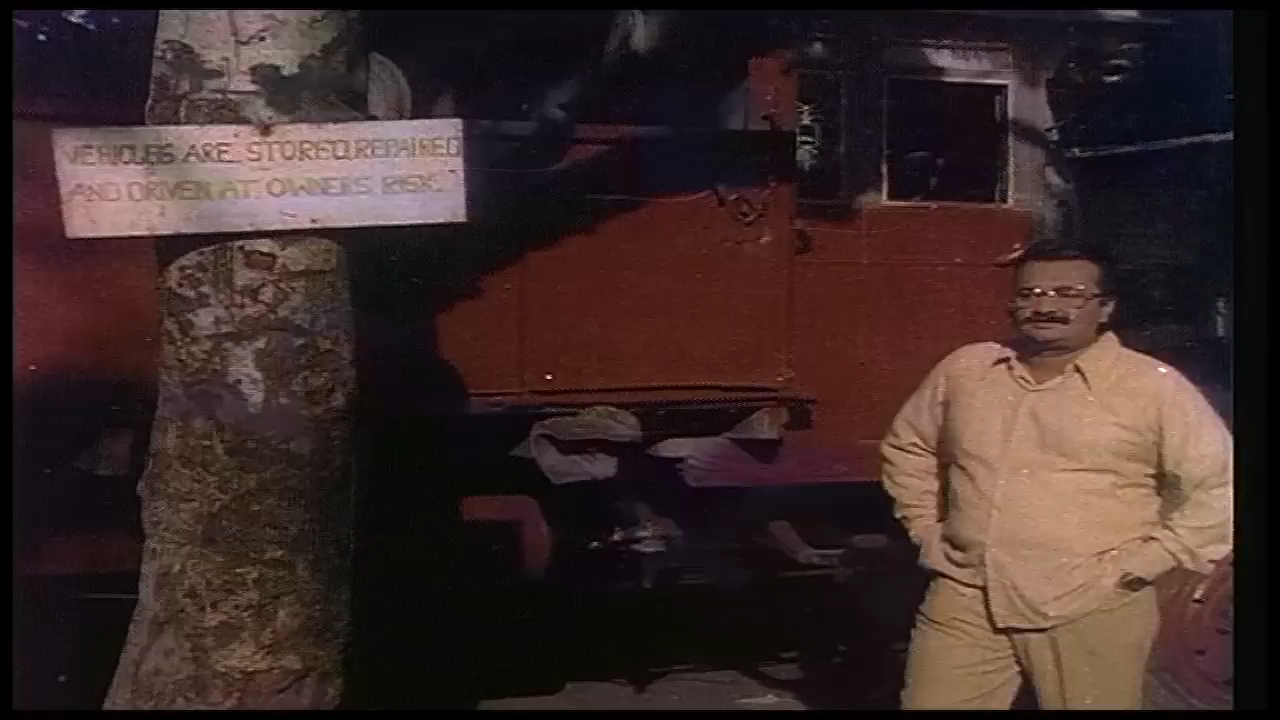 VEHICLES ARE STORED,REPAIRED
AND DRIVEN AT. OWNERS RISK.